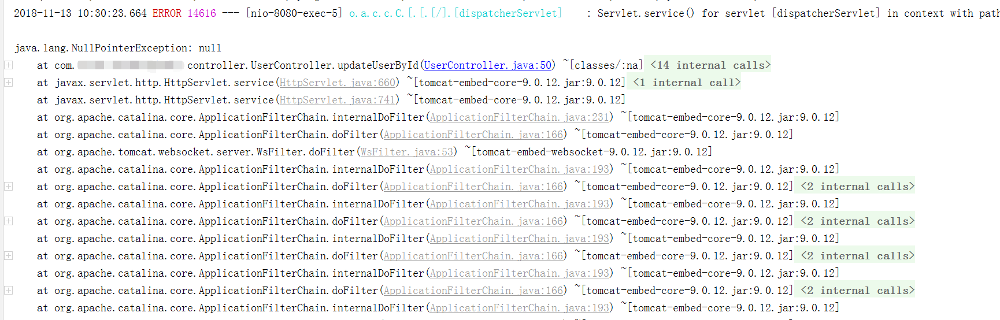 2018-11-13 10:30:23.664 ERROR 14616 --- [nio-8080-exec-5] o.a.c.c.C.[.[.[/].[dispatcherServlet]    : Servlet.service() for servlet [dispatcherServlet] in context with path
java.lang.NullPointerException: null
at com. controller.UserController.updateUserById(UserController.java:50) ~[classes/:na] <14 internal calls>
at javax.servlet.http.HttpServlet.service(HttpServlet.java:660) ~[tomcat-embed-core-9.0.12.jar:9.0.12] <1 internal call>
at javax.servlet.http.HttpServlet.service(HttpServlet.java:741) ~[tomcat-embed-core-9.0.12.jar:9.0.12]
at org.apache.catalina.core.ApplicationFilterChain.internalDoFilter(ApplicationFilterChain.java:231) ~[tomcat-embed-core-9.0.12.jar:9.0.12]
at org.apache.catalina.core.ApplicationFilterChain.doFilter(ApplicationFilterChain.java:166) ~[tomcat-embed-core-9.0.12.jar:9.0.12]
at org.apache.tomcat.websocket.server.WsFilter.doFilter(WsFilter.java:53) ~[tomcat-embed-websocket-9.0.12.jar:9.0.12]
at org.apache.catalina.core.ApplicationFilterChain.internalDoFilter(ApplicationFilterChain.java:193) ~[tomcat-embed-core-9.0.12.jar:9.0.12]
at org.apache.catalina.core.ApplicationFilterChain.doFilter(ApplicationFilterChain.java:166) ~[tomcat-embed-core-9.0.12.jar:9.0.12] <2 internal calls>
at org.apache.catalina.core.ApplicationFilterChain.internalDoFilter(ApplicationFilterChain.java:193) ~[tomcat-embed-core-9.0.12.jar:9.0.12]
at org.apache.catalina.core.ApplicationFilterChain.doFilter(ApplicationFilterChain.java:166) ~[tomcat-embed-core-9.0.12.jar:9.0.12] <2 internal calls>
at org.apache.catalina.core.ApplicationFilterChain.internalDoFilter(ApplicationFilterChain.java:193) ~[tomcat-embed-core-9.0.12.jar:9.0.12]
at org.apache.catalina.core.ApplicationFilterChain.doFilter(ApplicationFilterChain.java:166) ~[tomcat-embed-core-9.0.12.jar:9.0.12] <2 internal calls>
at org.apache.catalina.core.ApplicationFilterChain.internalDoFilter(ApplicationFilterChain.java:193) ~[tomcat-embed-core-9.0.12.jar:9.0.12]
at org.apache.catalina.core.ApplicationFilterChain.doFilter(ApplicationFilterChain.java:166) ~[tomcat-embed-core-9.0.12.jar:9.0.12] <2 internal calls>
at org.apache.catalina.core.ApplicationFilterChain.internalDoFilter(ApplicationFilterChain.java:193) ~[tomcat-embed-core-9.0.12.jar:9.0.12]